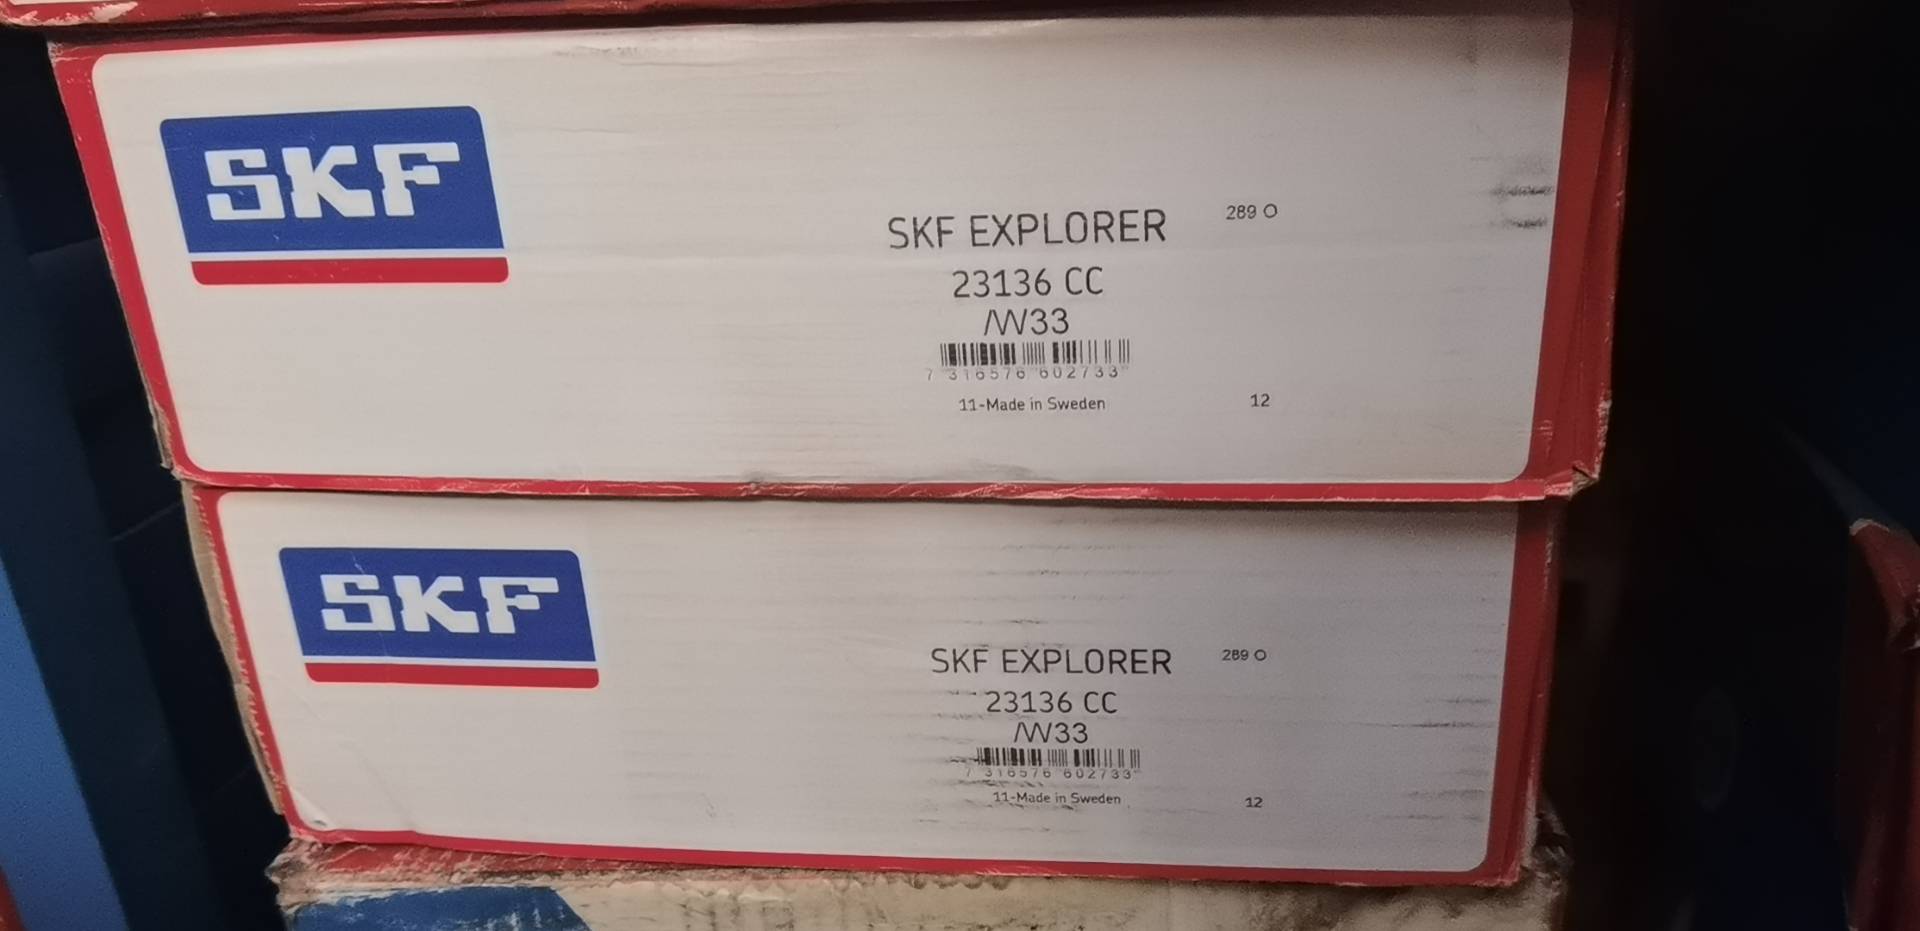 SKF
SKF EXPLORER 289 O
23136 CC
/W33
7 316576 602733
11-Made in Sweden 12
SKF
SKF EXPLORER 289 O
23136 CC
/W33
7 316576 602733
11-Made in Sweden 12